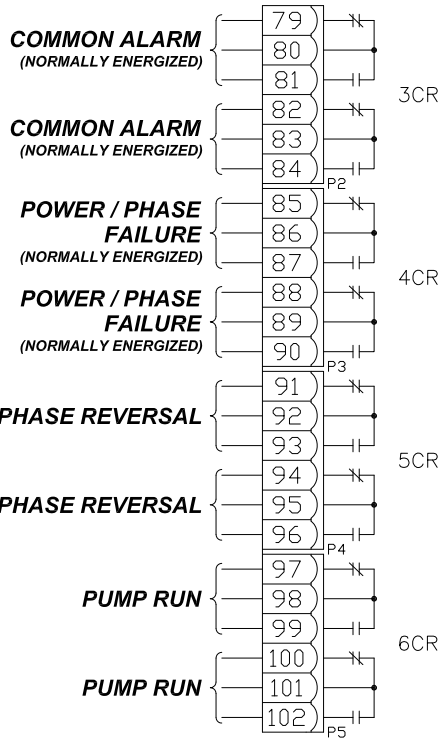 79
COMMON ALARM
80
(NORMALLY ENERGIZED)
81
3CR
82
COMMON ALARM
83
(NORMALLY ENERGIZED)
84
P2
85
POWER / PHASE
FAILURE
86
(NORMALLY ENERGIZED)
87
4CR
88
POWER / PHASE
FAILURE
89
(NORMALLY ENERGIZED)
90
P3
91
PHASE REVERSAL
92
93
5CR
94
PHASE REVERSAL
95
96
P4
97
PUMP RUN
98
99
6CR
100
PUMP RUN
101
102
P5